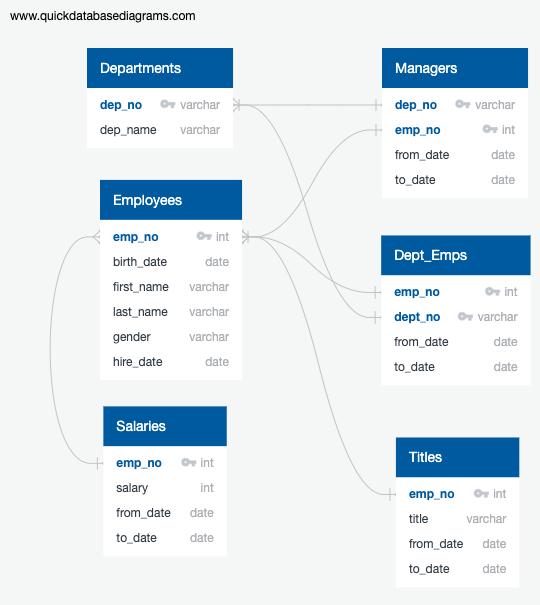 www.quickdatabasediagrams.com
Departments
dep_no varchar
dep_name varchar
Managers
dep_no varchar
emp_no int
from_date date
to_date date
Employees
emp_no int
birth_date date
first_name varchar
last_name varchar
gender varchar
hire_date date
Dept_Emps
emp_no int
dept_no varchar
from_date date
to_date date
Salaries
emp_no int
salary int
from_date date
to_date date
Titles
emp_no int
title varchar
from_date date
to_date date